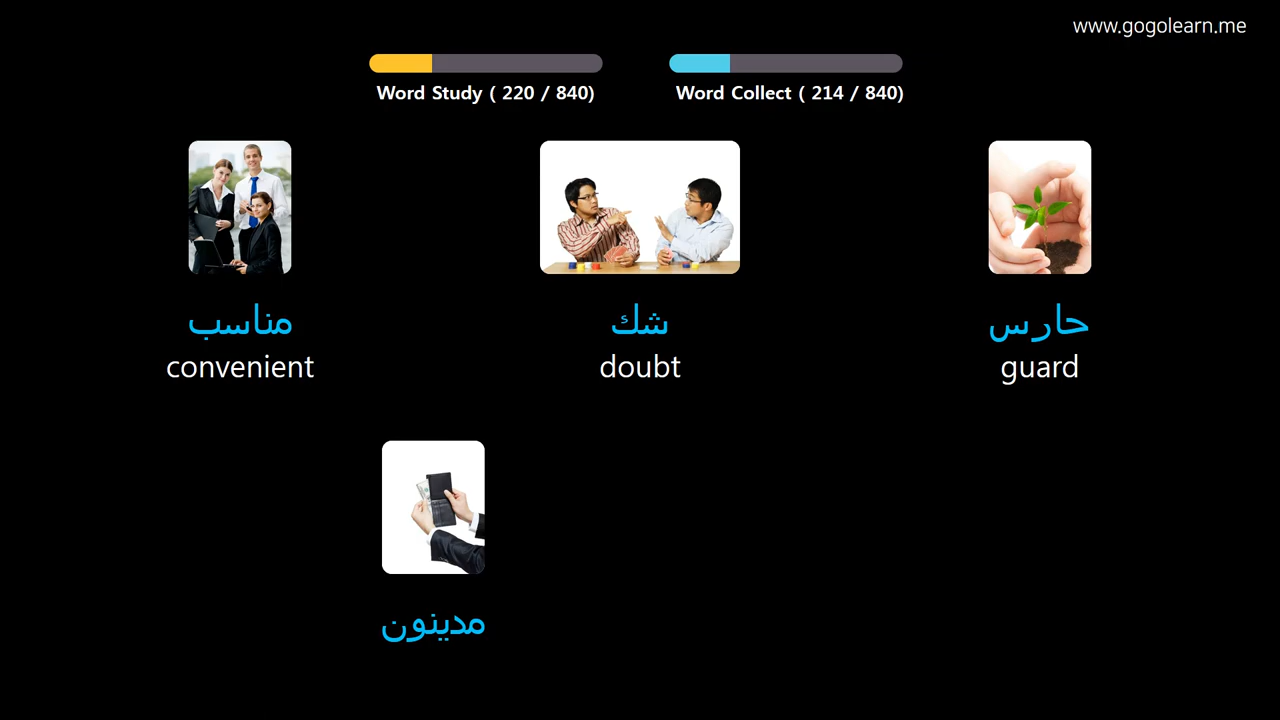 www.gogolearn.me
Word Study ( 220 / 840)
Word Collect ( 214 / 840)
مناسب
convenient
شك
doubt
حارس
guard
مدينون